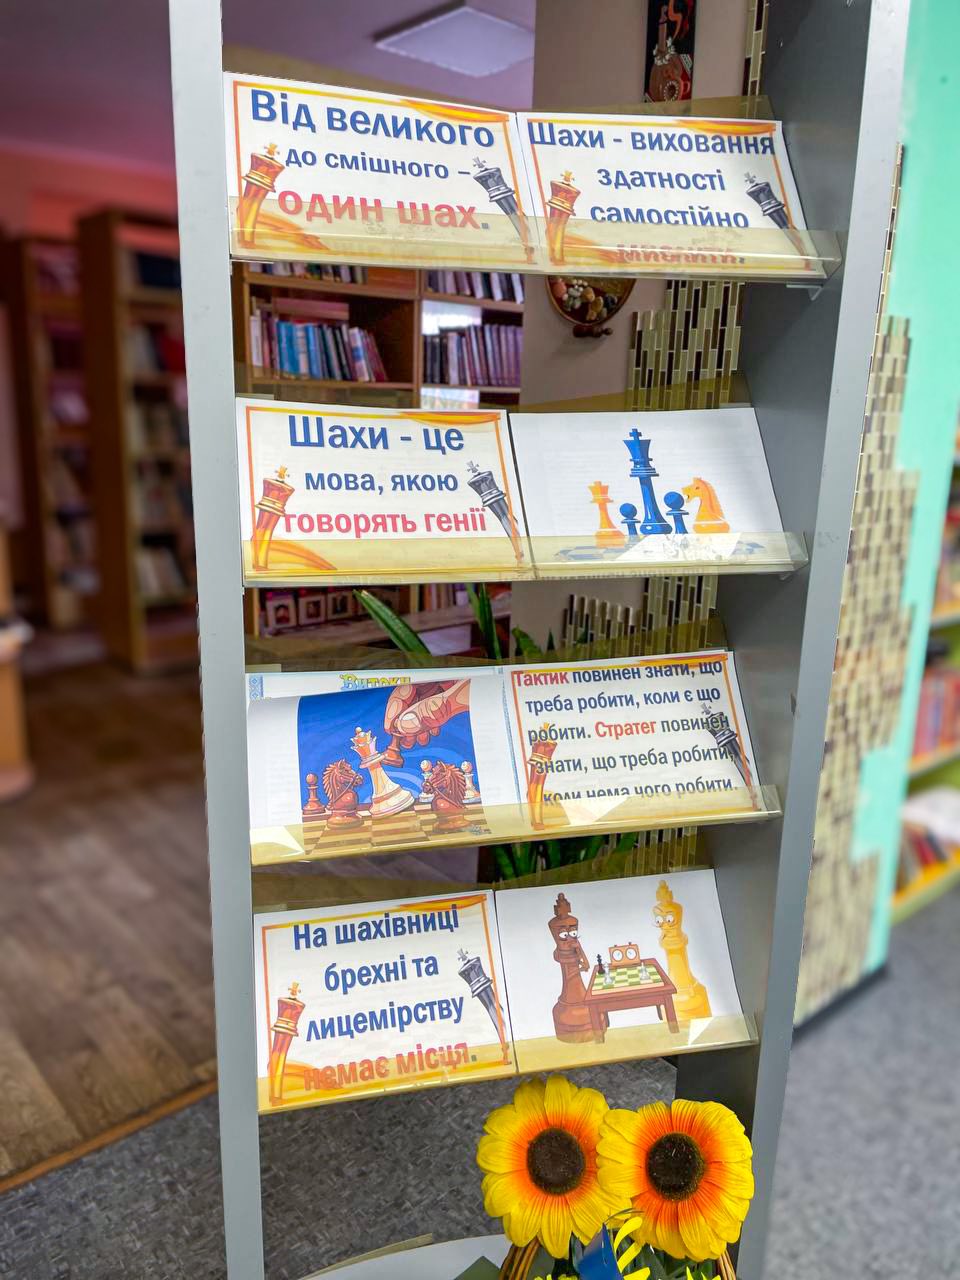 Від великого
до смішного –
один шах.
Шахи - виховання
здатності
самостійно
мислити.
Шахи - це
мова, якою
говорять генії
Витоки
Тактик повинен знати, що
треба робити, коли є що
робити. Стратег повинен
знати, що треба робити,
коли нема чого робити.
На шахівниці
брехні та
лицемірству
немає місця.